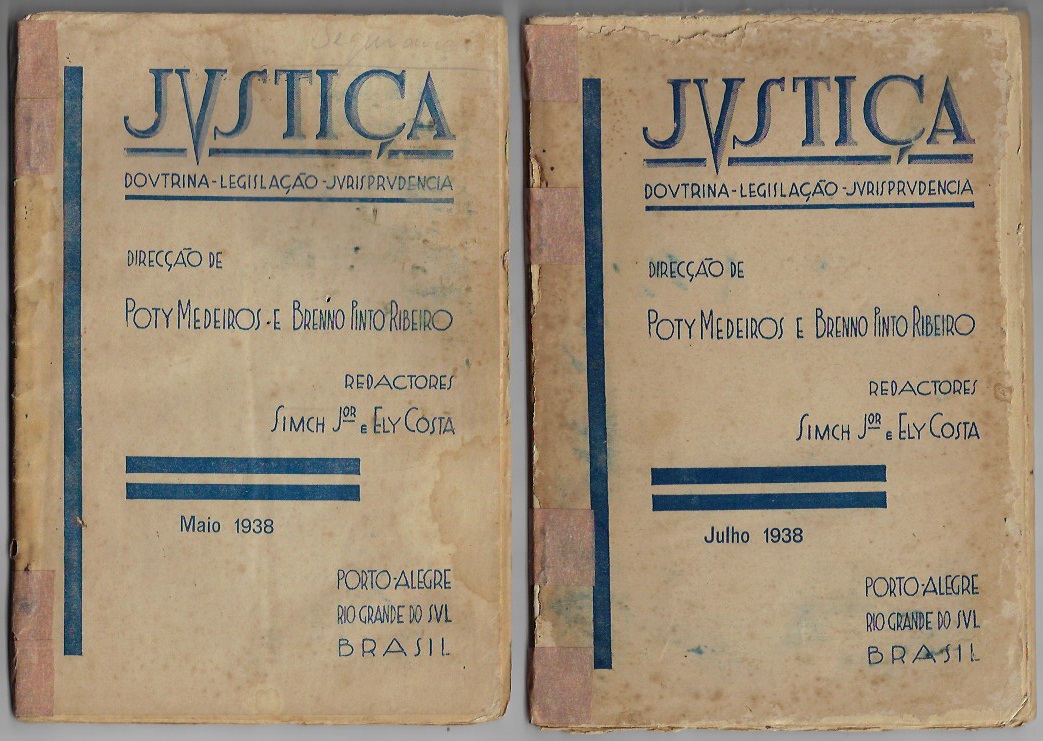 JVSTIÇA
DOVTRINA-LEGISLAÇÃO-JVRISPRVDENCIA
DIRECÇÃO DE
POTY MEDEIROS E BRENNO PINTO RIBEIRO
REDACTORES
SIMCH JOR E ELY COSTA
Maio 1938
PORTO-ALEGRE
RIO GRANDE DO SVL
BRASIL
JVSTIÇA
DOVTRINA-LEGISLAÇÃO-JVRISPRVDENCIA
DIRECÇÃO DE
POTY MEDEIROS E BRENNO PINTO RIBEIRO
REDACTORES
SIMCH JOR E ELY COSTA
Julho 1938
PORTO-ALEGRE
RIO GRANDE DO SVL
BRASIL